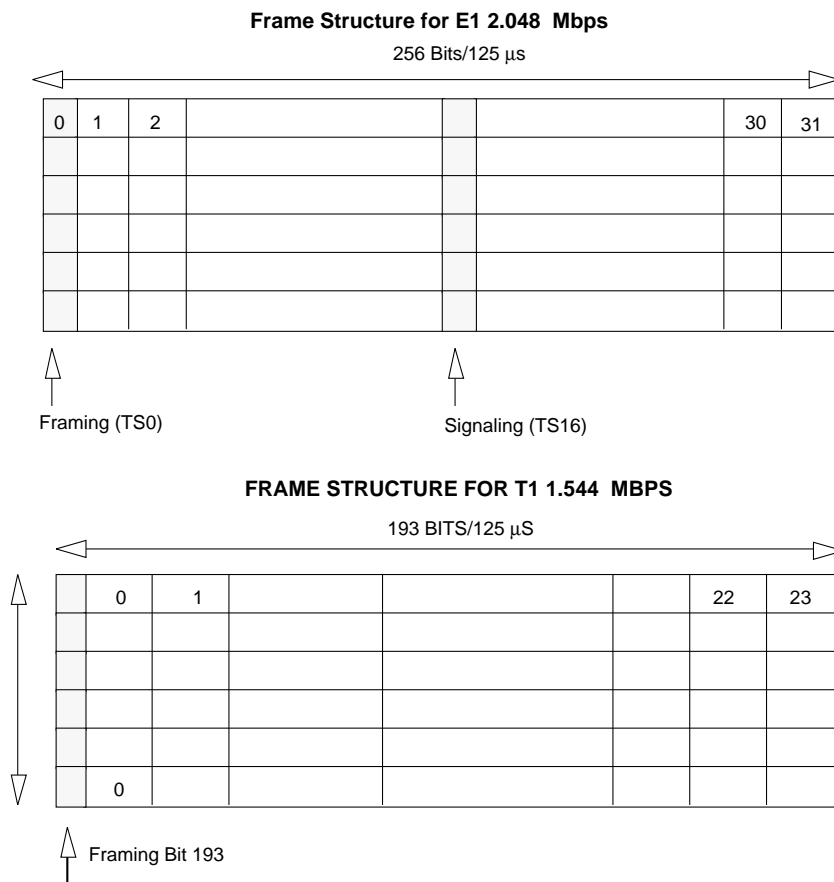 Frame Structure for E1 2.048 Mbps
256 Bits/125 µs
0 1 2 30 31
Framing (TS0)
Signaling (TS16)
FRAME STRUCTURE FOR T1 1.544 MBPS
193 BITS/125 µS
0 1 22 23
0
Framing Bit 193